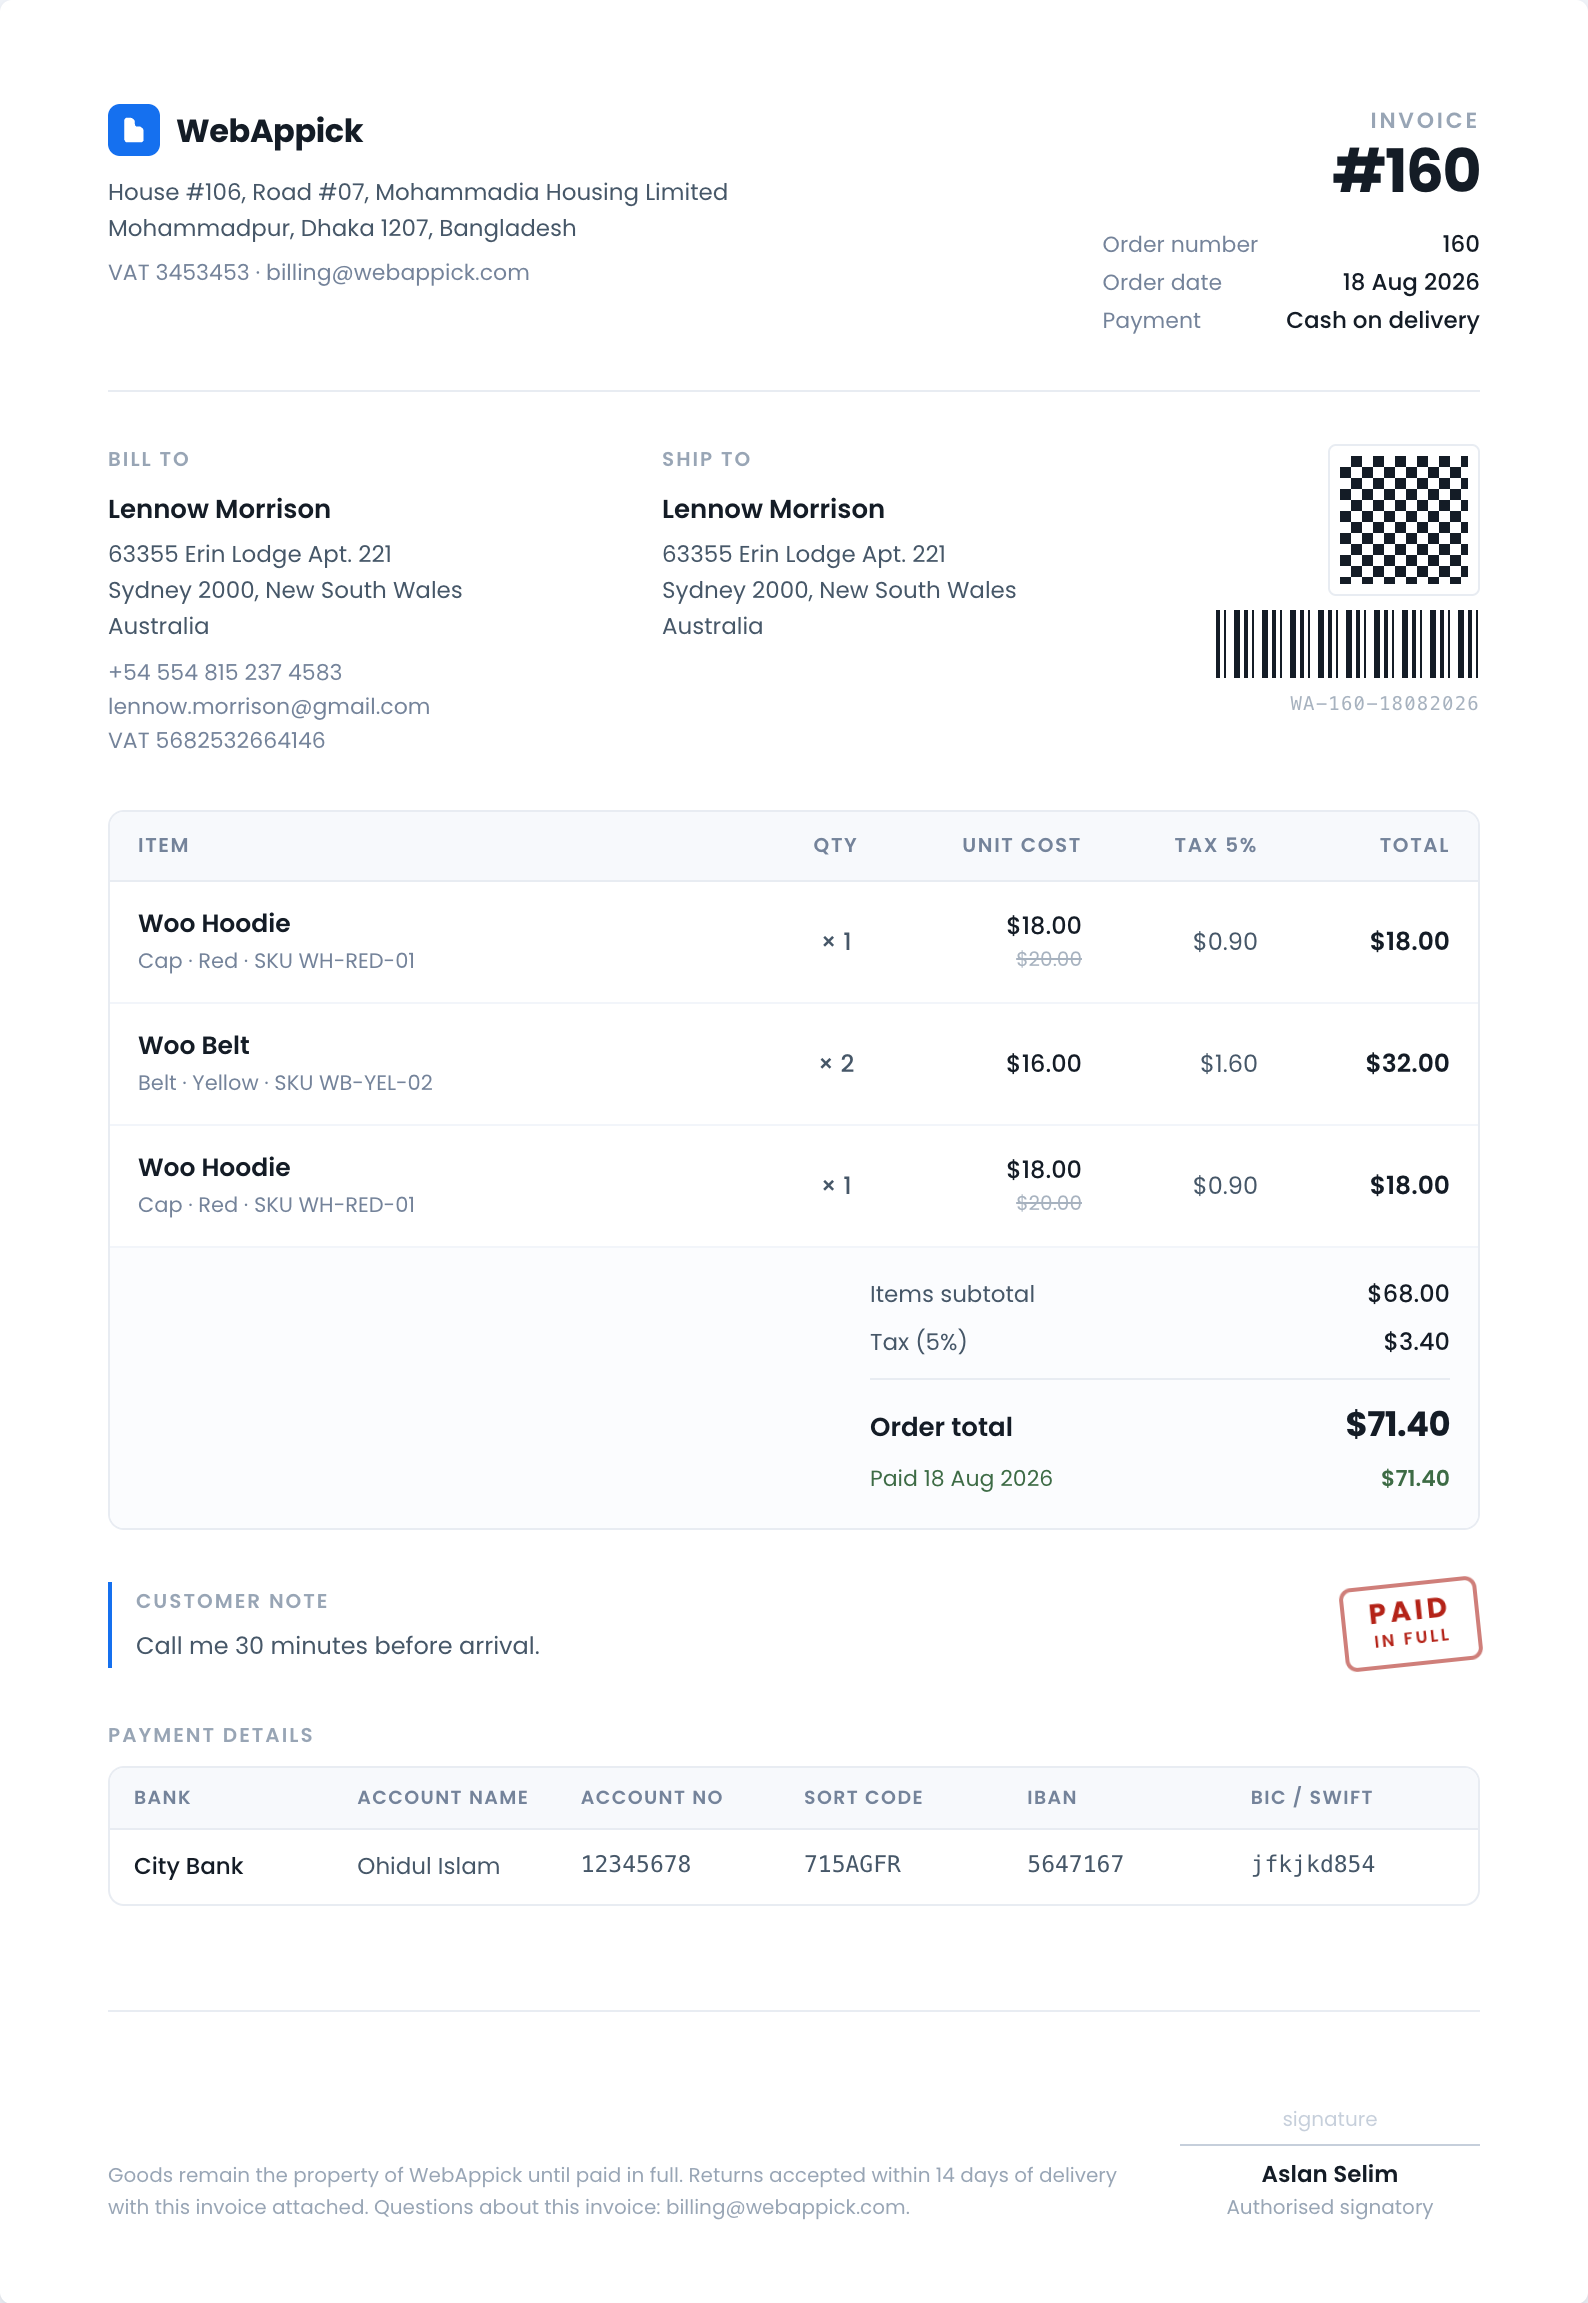 WebAppick
House #106, Road #07, Mohammadia Housing Limited
Mohammadpur, Dhaka 1207, Bangladesh
VAT 3453453 · billing@webappick.com
INVOICE
#160
Order number 160
Order date 18 Aug 2026
Payment Cash on delivery
BILL TO
Lennow Morrison
63355 Erin Lodge Apt. 221
Sydney 2000, New South Wales
Australia
+54 554 815 237 4583
lennow.morrison@gmail.com
VAT 5682532664146
SHIP TO
Lennow Morrison
63355 Erin Lodge Apt. 221
Sydney 2000, New South Wales
Australia
WA-160-18082026
ITEM QTY UNIT COST TAX 5% TOTAL
Woo Hoodie × 1 $18.00 $0.90 $18.00
Cap · Red · SKU WH-RED-01 $20.00
Woo Belt × 2 $16.00 $1.60 $32.00
Belt · Yellow · SKU WB-YEL-02
Woo Hoodie × 1 $18.00 $0.90 $18.00
Cap · Red · SKU WH-RED-01 $20.00
Items subtotal $68.00
Tax (5%) $3.40
Order total $71.40
Paid 18 Aug 2026 $71.40
CUSTOMER NOTE
Call me 30 minutes before arrival.
PAID
IN FULL
PAYMENT DETAILS
BANK ACCOUNT NAME ACCOUNT NO SORT CODE IBAN BIC / SWIFT
City Bank Ohidul Islam 12345678 715AGFR 5647167 jfkjkd854
Goods remain the property of WebAppick until paid in full. Returns accepted within 14 days of delivery
with this invoice attached. Questions about this invoice: billing@webappick.com.
signature
Aslan Selim
Authorised signatory